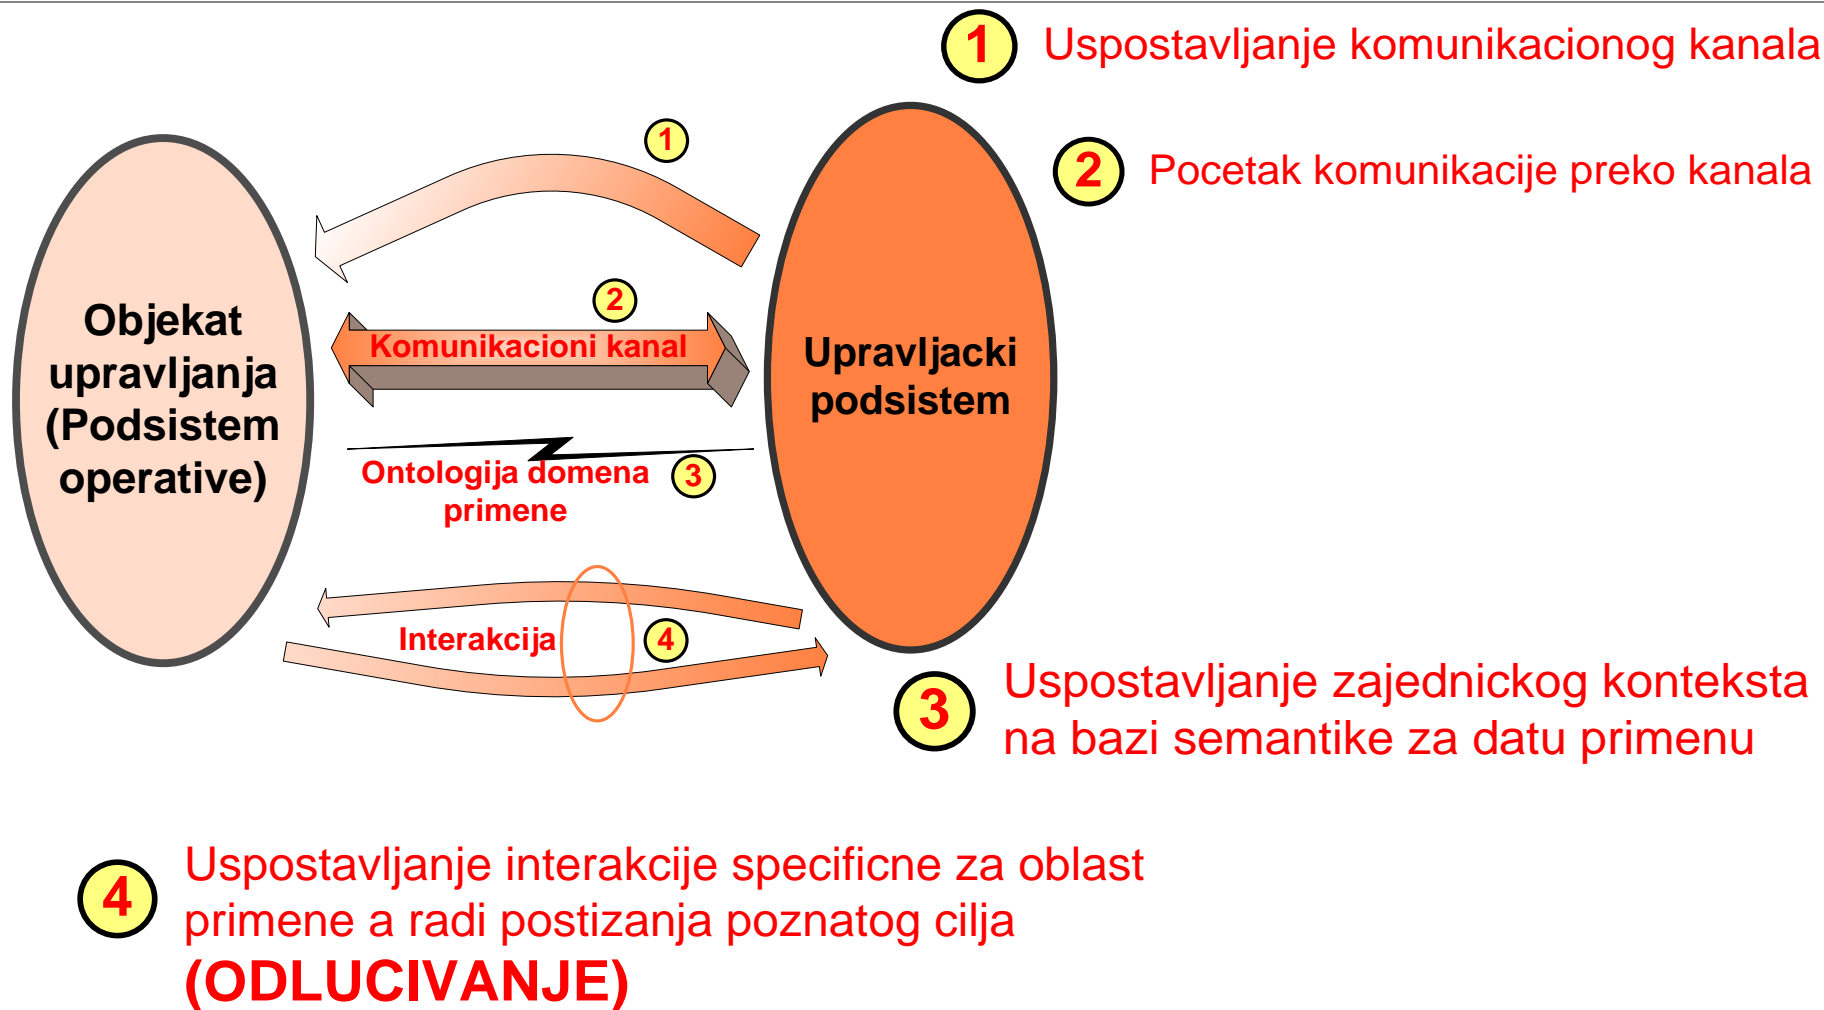 1 Uspostavljanje komunikacionog kanala
2 Pocetak komunikacije preko kanala
1
Objekat
upravljanja
(Podsistem
operative)
2
Komunikacioni kanal
Upravljacki
podsistem
Ontologija domena
primene
3
Interakcija
4
3 Uspostavljanje zajednickog konteksta
na bazi semantike za datu primenu
4 Uspostavljanje interakcije specificne za oblast
primene a radi postizanja poznatog cilja
(ODLUCIVANJE)